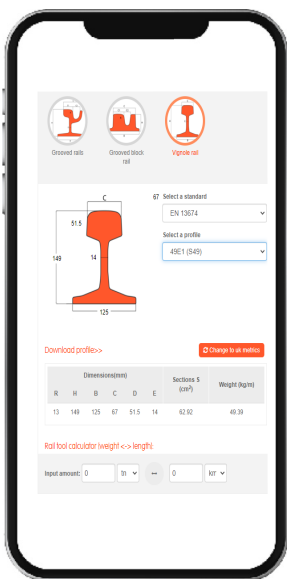 Grooved rails
Grooved block rail
Vignole rail
C
67
51.5
149
14
125
Select a standard
EN 13674
Select a profile
49E1 (S49)
Download profile>>
Change to uk metrics
Dimensions(mm)
Sections S (cm²)
Weight (kg/m)
R H B C D E
13 149 125 67 51.5 14 62.92 49.39
Rail tool calculator (weight <-> length)
Input amount: 0 tn ↔ 0 km